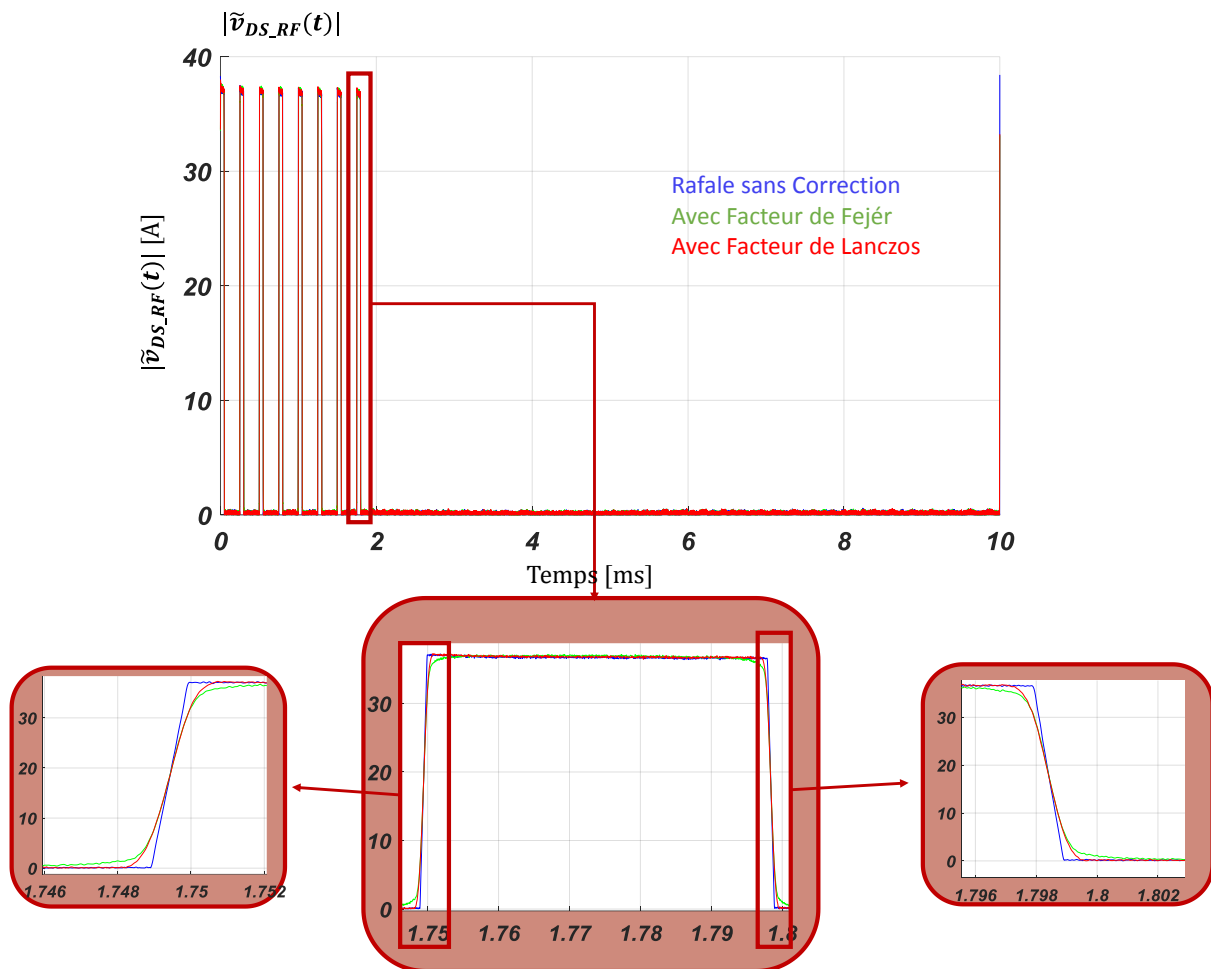 |ṽ_DS_RF(t)|
40
30
20
10
0
|ṽ_DS_RF(t)| [A]
Rafale sans Correction
Avec Facteur de Fejér
Avec Facteur de Lanczos
0 2 4 6 8 10
Temps [ms]
30
20
10
0
1.746 1.748 1.75 1.752
30
20
10
0
1.75 1.76 1.77 1.78 1.79 1.8
30
20
10
0
1.796 1.798 1.8 1.802